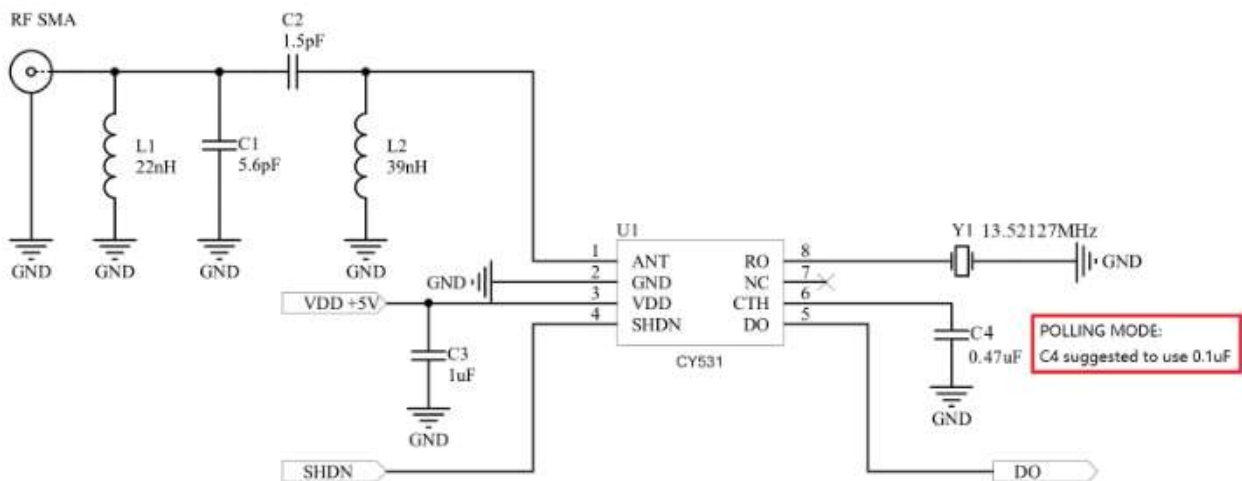 RF SMA
C2
1.5pF
L1
22nH
C1
5.6pF
L2
39nH
GND
GND
GND
GND
U1
Y1 13.52127MHz
1 ANT RO 8
GND 2 GND NC 7
VDD +5V 3 VDD CTH 6
4 SHDN DO 5
GND
CY531
C3
1uF
GND
C4
0.47uF
GND
POLLING MODE:
C4 suggested to use 0.1uF
SHDN
DO